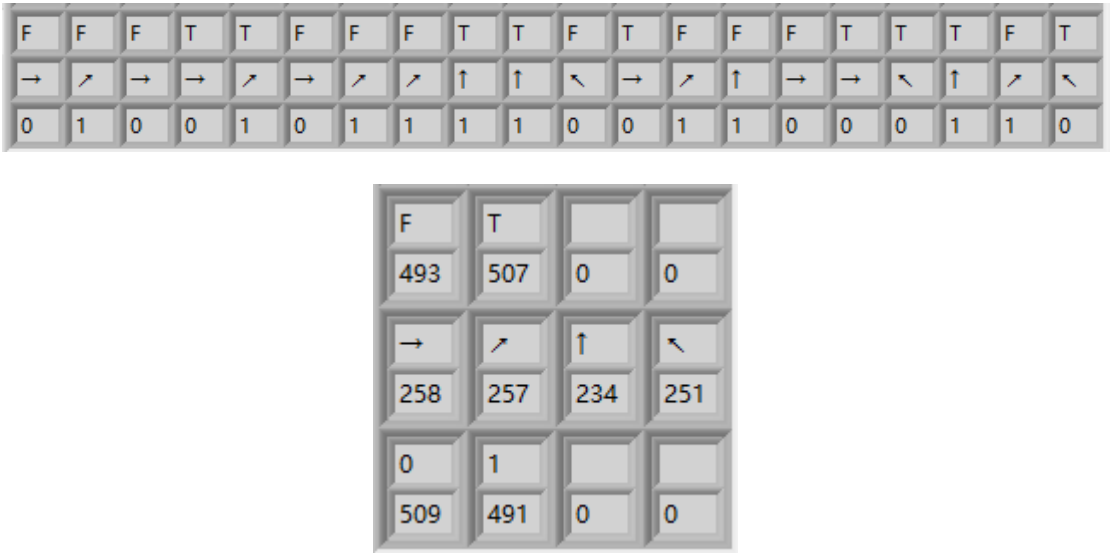 F F F T T F F F T T F T F F F T T T F T
→ ↗ → → ↗ → ↗ ↗ ↑ ↑ ↖ → ↗ ↑ → → ↖ ↑ ↗ ↖
0 1 0 0 1 0 1 1 1 1 0 0 1 1 0 0 0 1 1 0
F T
493 507 0 0
→ ↗ ↑ ↖
258 257 234 251
0 1
509 491 0 0